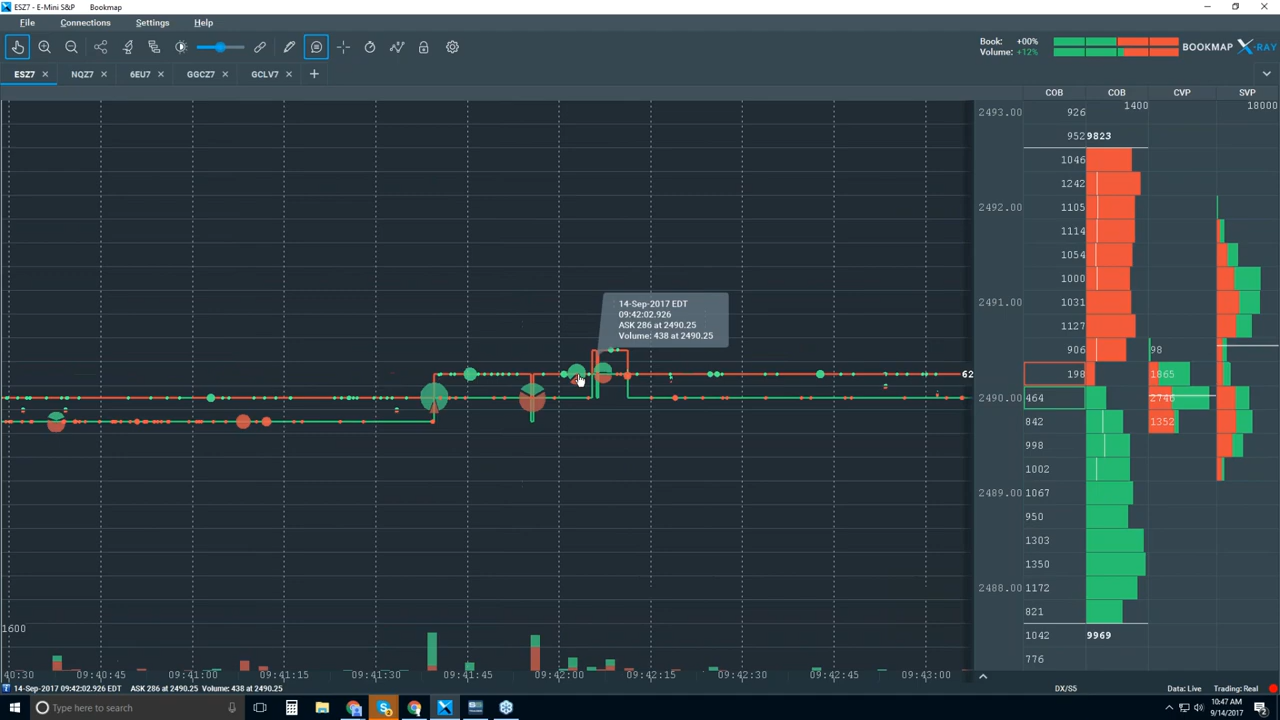 ESZ7 - E-Mini S&P Bookmap
File Connections Settings Help
Book: +00%
Volume: +12%
BOOKMAP X-RAY
ESZ7 NQZ7 6EU7 GGCZ7 GCLV7
COB COB CVP SVP
2493.00 926 1400 18000
952 9823
1046
1242
2492.00 1105
1114
1054
1000
2491.00 1031
1127
906 98
62 198 1865
2490.00 464 2746
842 1352
998
1002
2489.00 1067
950
1303
1350
2488.00 1172
821
1042 9969
776
14-Sep-2017 EDT
09:42:02.926
ASK 286 at 2490.25
Volume: 438 at 2490.25
1600
40:30 09:40:45 09:41:00 09:41:15 09:41:30 09:41:45 09:42:00 09:42:15 09:42:30 09:42:45 09:43:00
14-Sep-2017 09:42:02.926 EDT ASK 286 at 2490.25 Volume: 438 at 2490.25
DX/S5 Data: Live Trading: Real
Type here to search
10:47 AM
9/14/2017